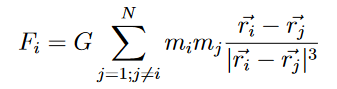 $F_i = G \sum_{j=1; j \neq i}^{N} m_i m_j \frac{\vec{r_i} - \vec{r_j}}{|\vec{r_i} - \vec{r_j}|^3}$